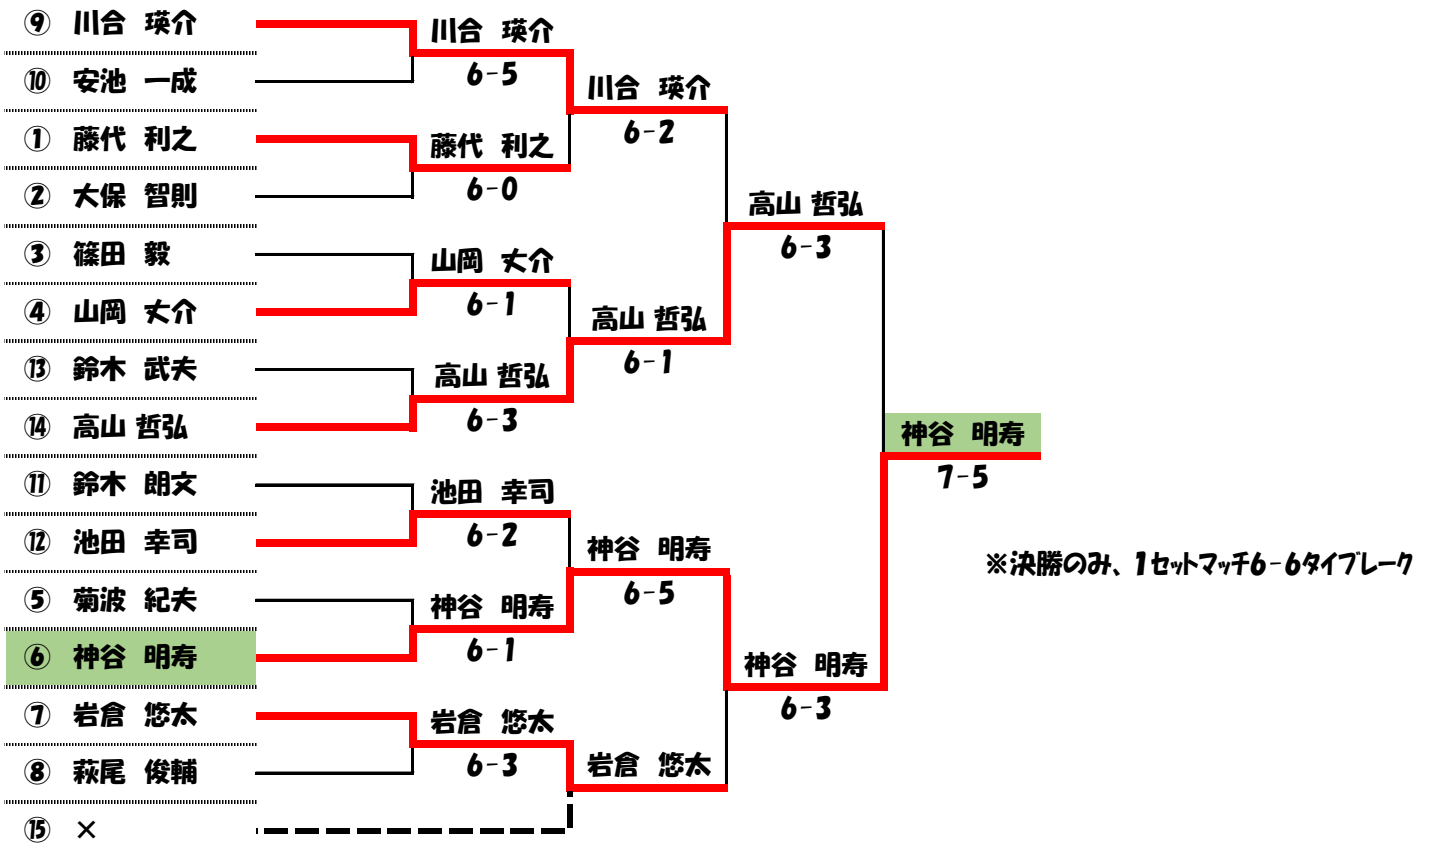 ⑨ 川合 瑛介
⑩ 安池 一成
① 藤代 利之
② 大保 智則
③ 篠田 毅
④ 山岡 丈介
⑬ 鈴木 武夫
⑭ 高山 哲弘
⑪ 鈴木 朗文
⑫ 池田 幸司
⑤ 菊波 紀夫
⑥ 神谷 明寿
⑦ 岩倉 悠太
⑧ 萩尾 俊輔
⑮ ×
川合 瑛介
6-5
藤代 利之
6-0
山岡 丈介
6-1
高山 哲弘
6-3
池田 幸司
6-2
神谷 明寿
6-1
岩倉 悠太
6-3
川合 瑛介
6-2
高山 哲弘
6-1
神谷 明寿
6-5
岩倉 悠太
高山 哲弘
6-3
神谷 明寿
6-3
神谷 明寿
7-5
※決勝のみ、1セットマッチ6-6タイブレーク